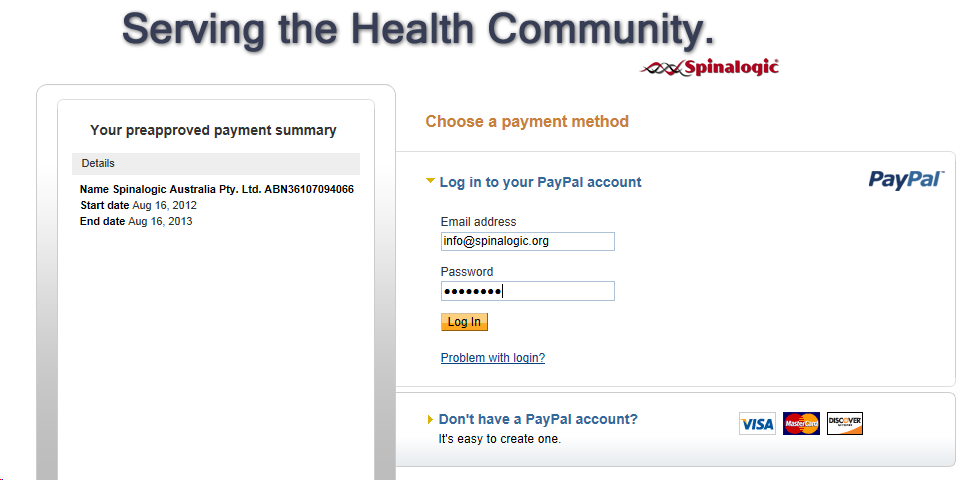 Serving the Health Community.
Spinalogic
Your preapproved payment summary
Details
Name Spinalogic Australia Pty. Ltd. ABN36107094066
Start date Aug 16, 2012
End date Aug 16, 2013
Choose a payment method
Log in to your PayPal account
PayPal™
Email address
info@spinalogic.org
Password
••••••••
Log In
Problem with login?
Don't have a PayPal account?
It's easy to create one.
VISA
MasterCard
DISCOVER